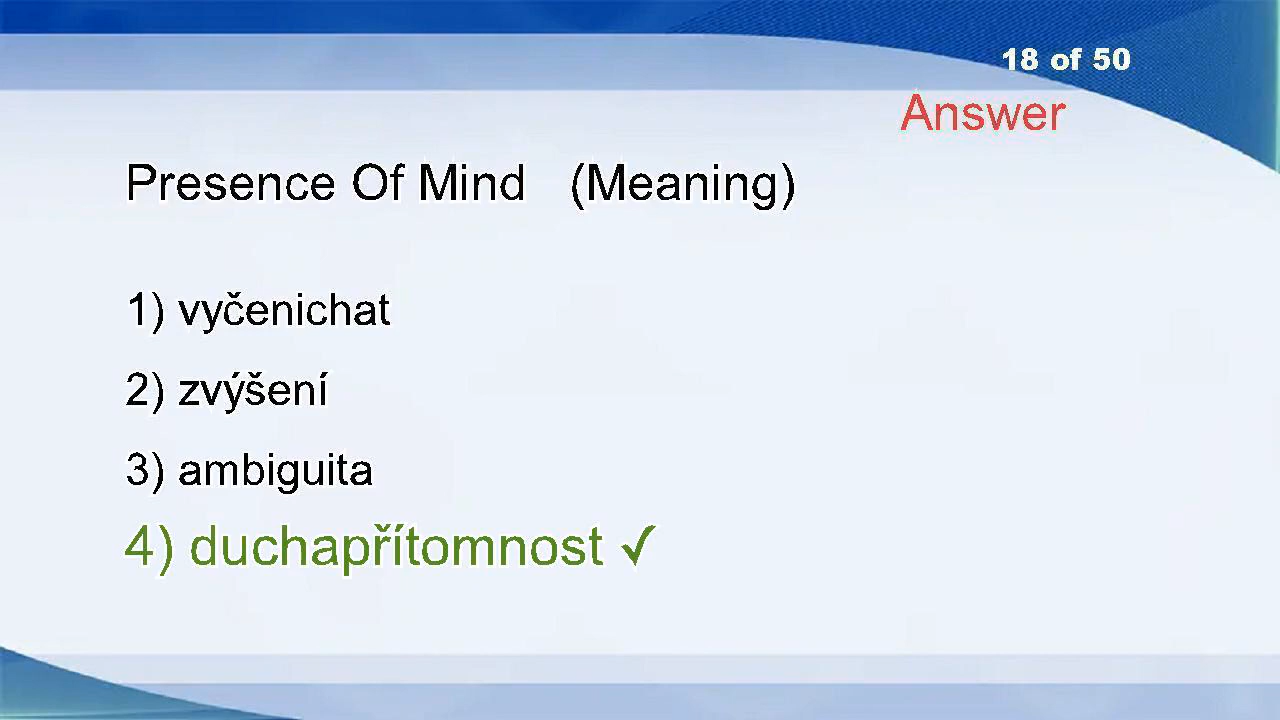 18 of 50
Answer
Presence Of Mind (Meaning)
1) vyčenichat
2) zvýšení
3) ambiguita
4) duchapřítomnost ✓